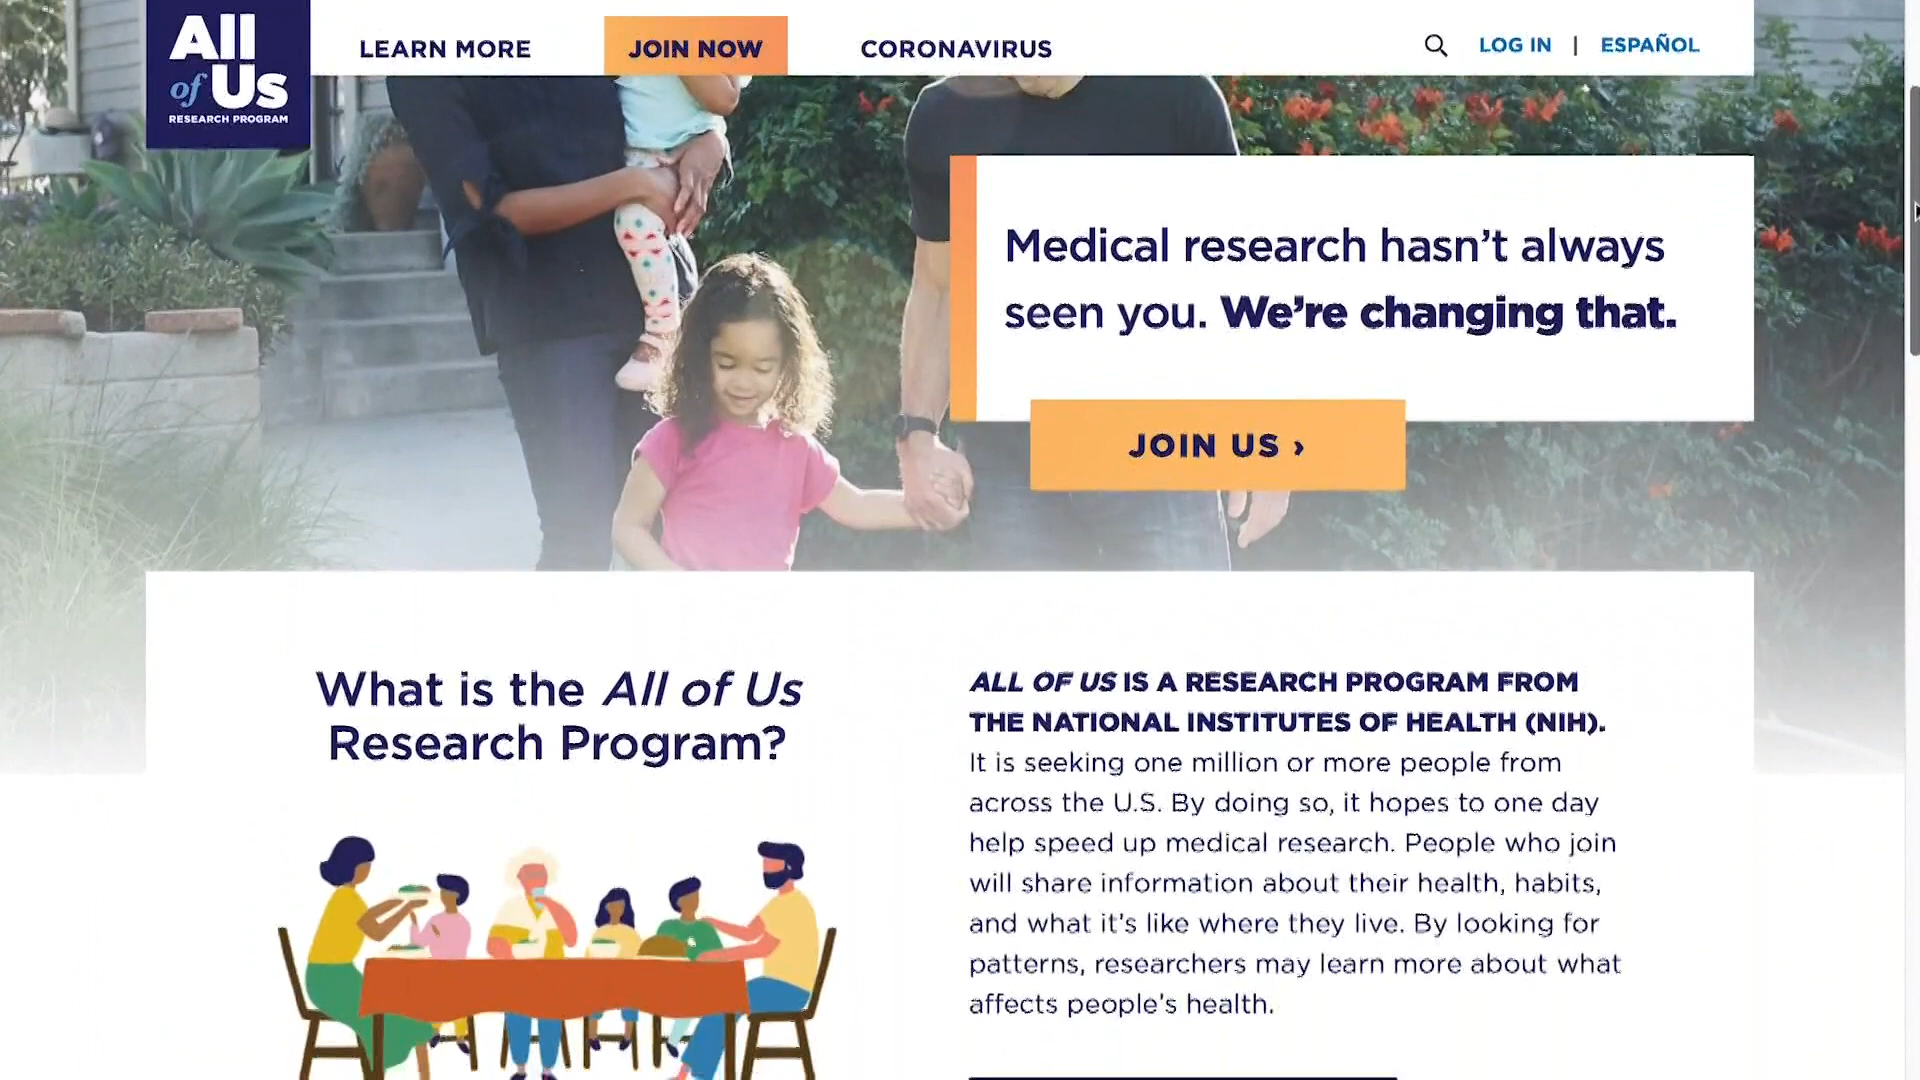 All
of Us
RESEARCH PROGRAM
LEARN MORE
JOIN NOW
CORONAVIRUS
LOG IN | ESPAÑOL
Medical research hasn’t always
seen you. We’re changing that.
JOIN US ›
What is the All of Us
Research Program?
ALL OF US IS A RESEARCH PROGRAM FROM
THE NATIONAL INSTITUTES OF HEALTH (NIH).
It is seeking one million or more people from
across the U.S. By doing so, it hopes to one day
help speed up medical research. People who join
will share information about their health, habits,
and what it’s like where they live. By looking for
patterns, researchers may learn more about what
affects people’s health.